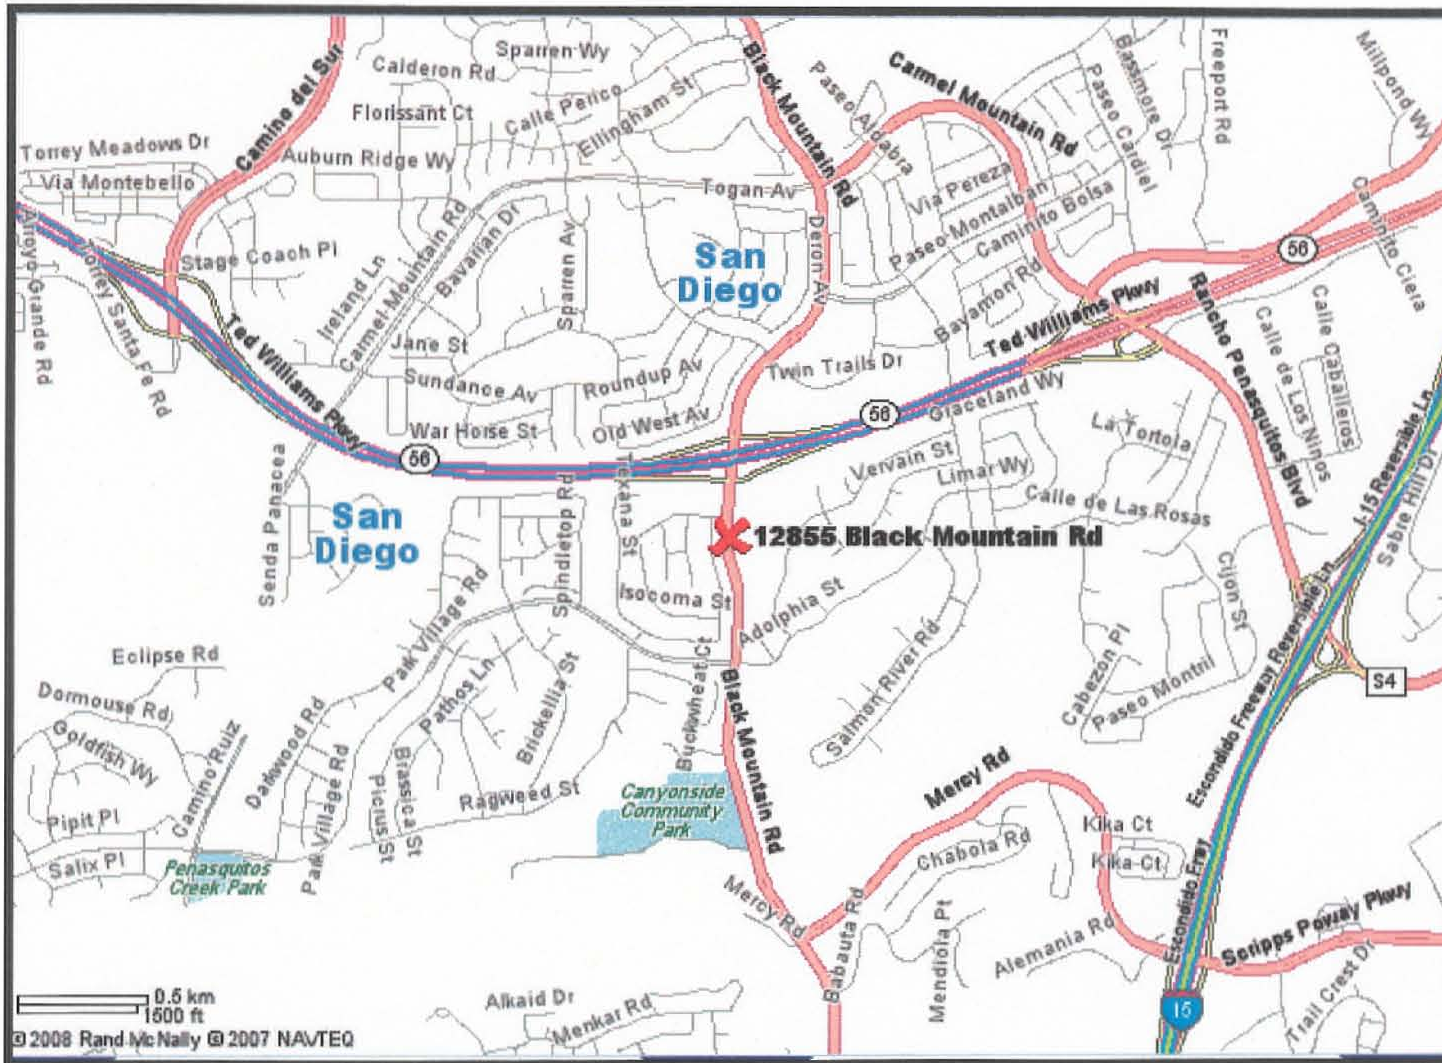 Sparren Wy
Calderon Rd
Camino del Sur
Florissant Ct
Calle Perico
Ellingham St
Black Mountain Rd
Paseo Aldabra
Carmel Mountain Rd
Bassmore Dr
Paseo Cardiel
Freeport Rd
Millpond Wy
Torrey Meadows Dr
Auburn Ridge Wy
Via Montebello
Togan Av
Via Pereza
Paseo Montalban
Caminito Bolsa
Caminito Ciera
Arroyo Grande Rd
Torrey Santa Fe Rd
Stage Coach Pl
Ireland Ln
Carmel Mountain Rd
Bavarian Dr
Sparren Av
San
Diego
Deron Av
Bayamon Rd
Ted Williams Pkwy
56
Rancho Penasquitos Blvd
Calle de Los Ninos
Calle Caballeros
Ted Williams Pkwy
Jane St
Sundance Av
Roundup Av
Twin Trails Dr
War Horse St
Old West Av
56
Graceland Wy
La Tortola
56
Vervain St
Limar Wy
Calle de Las Rosas
I-15 Reversible Ln
Sabre Hill Dr
Senda Panacea
San
Diego
Spindletop Rd
Texana St
12855 Black Mountain Rd
Isocoma St
Adolphia St
Cijon St
Park Village Rd
Salmon River Rd
Cabezon Pl
Paseo Montril
Escondido Freeway Reversible Ln
S4
Eclipse Rd
Dormouse Rd
Goldfish Wy
Camino Ruiz
Darkwood Rd
Pathos Ln
Brickellia St
Buckwheat Ct
Black Mountain Rd
Park Village Rd
Picrus St
Brassica St
Ragweed St
Canyonside
Community
Park
Mercy Rd
Pipit Pl
Salix Pl
Penasquitos
Creek Park
Chabola Rd
Kika Ct
Kika Ct
Mercy Rd
Babauta Rd
Mendiola Pt
Alemania Rd
Escondido Frwy
Scripps Poway Pkwy
Trail Crest Dr
15
Alkaid Dr
Menkar Rd
0.5 km
1500 ft
© 2008 Rand McNally © 2007 NAVTEQ